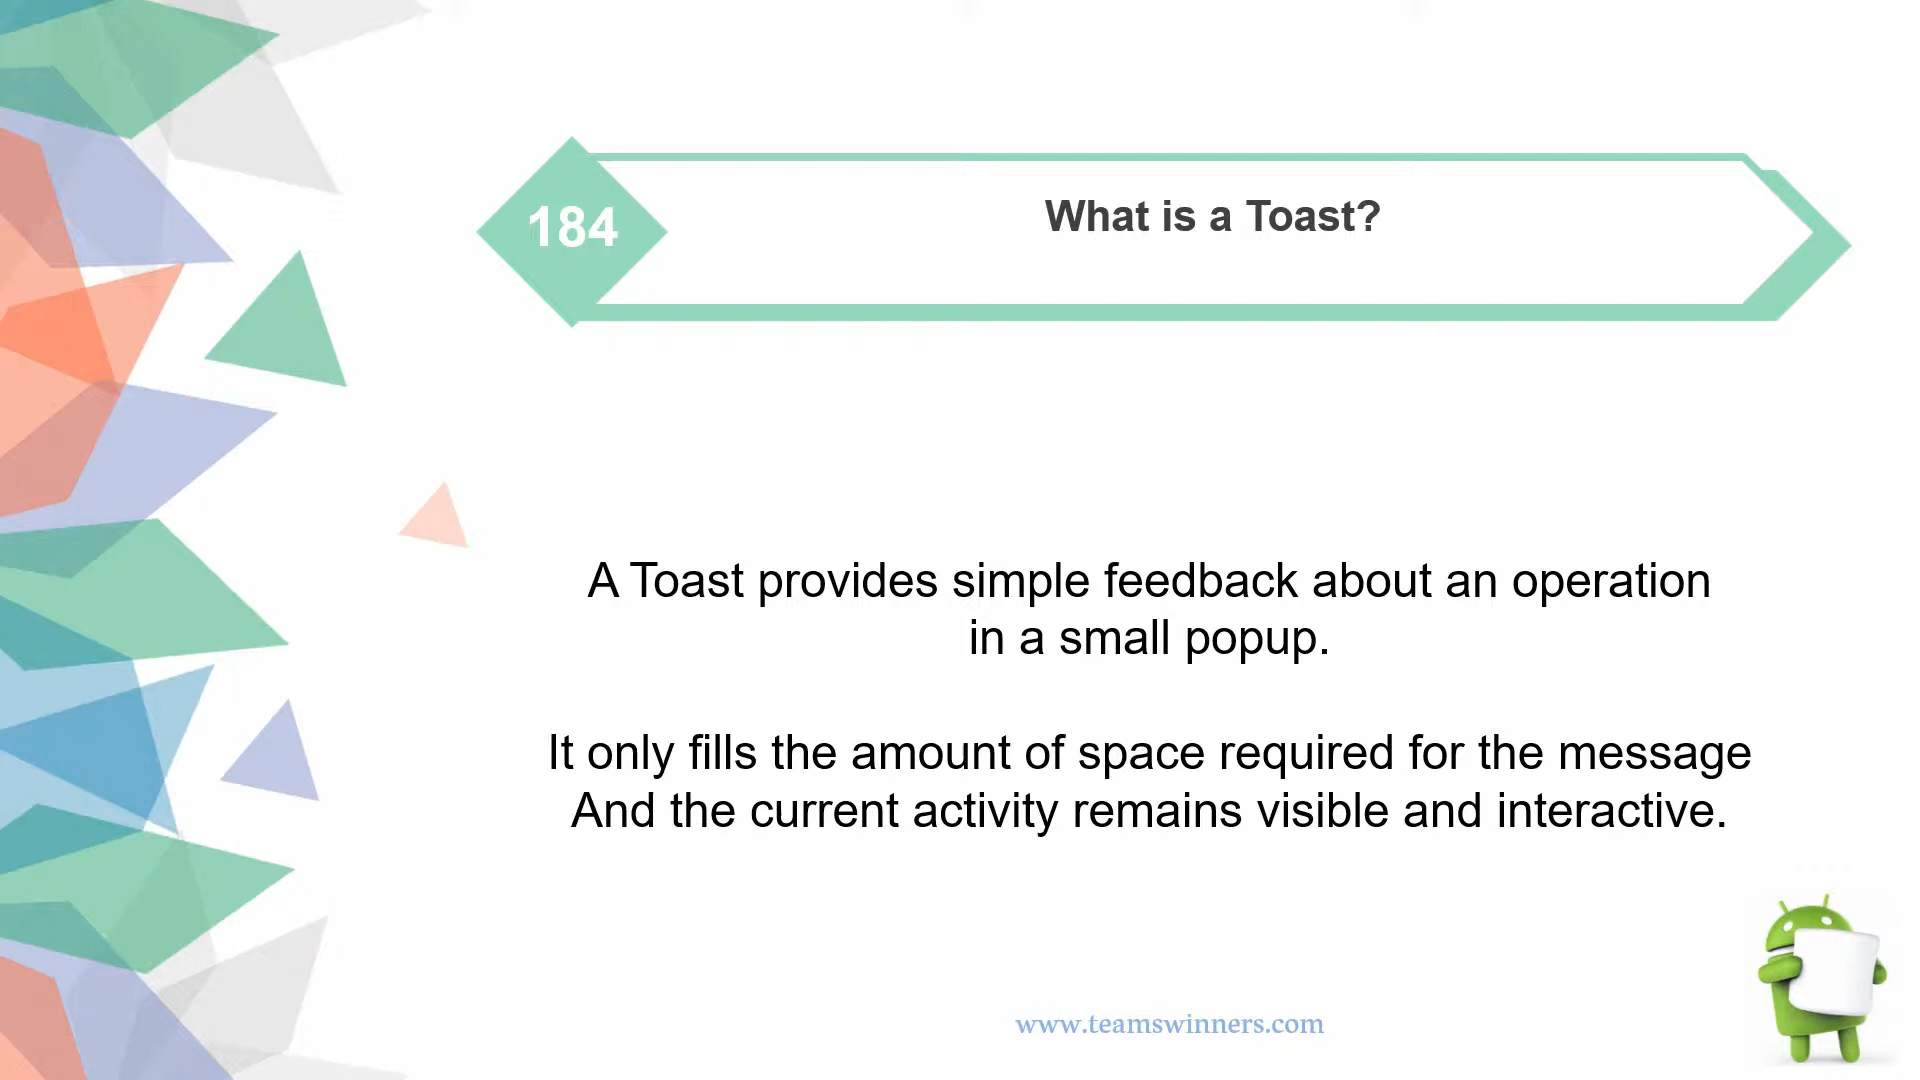 184
What is a Toast?
A Toast provides simple feedback about an operation
in a small popup.
It only fills the amount of space required for the message
And the current activity remains visible and interactive.
www.teamswinners.com